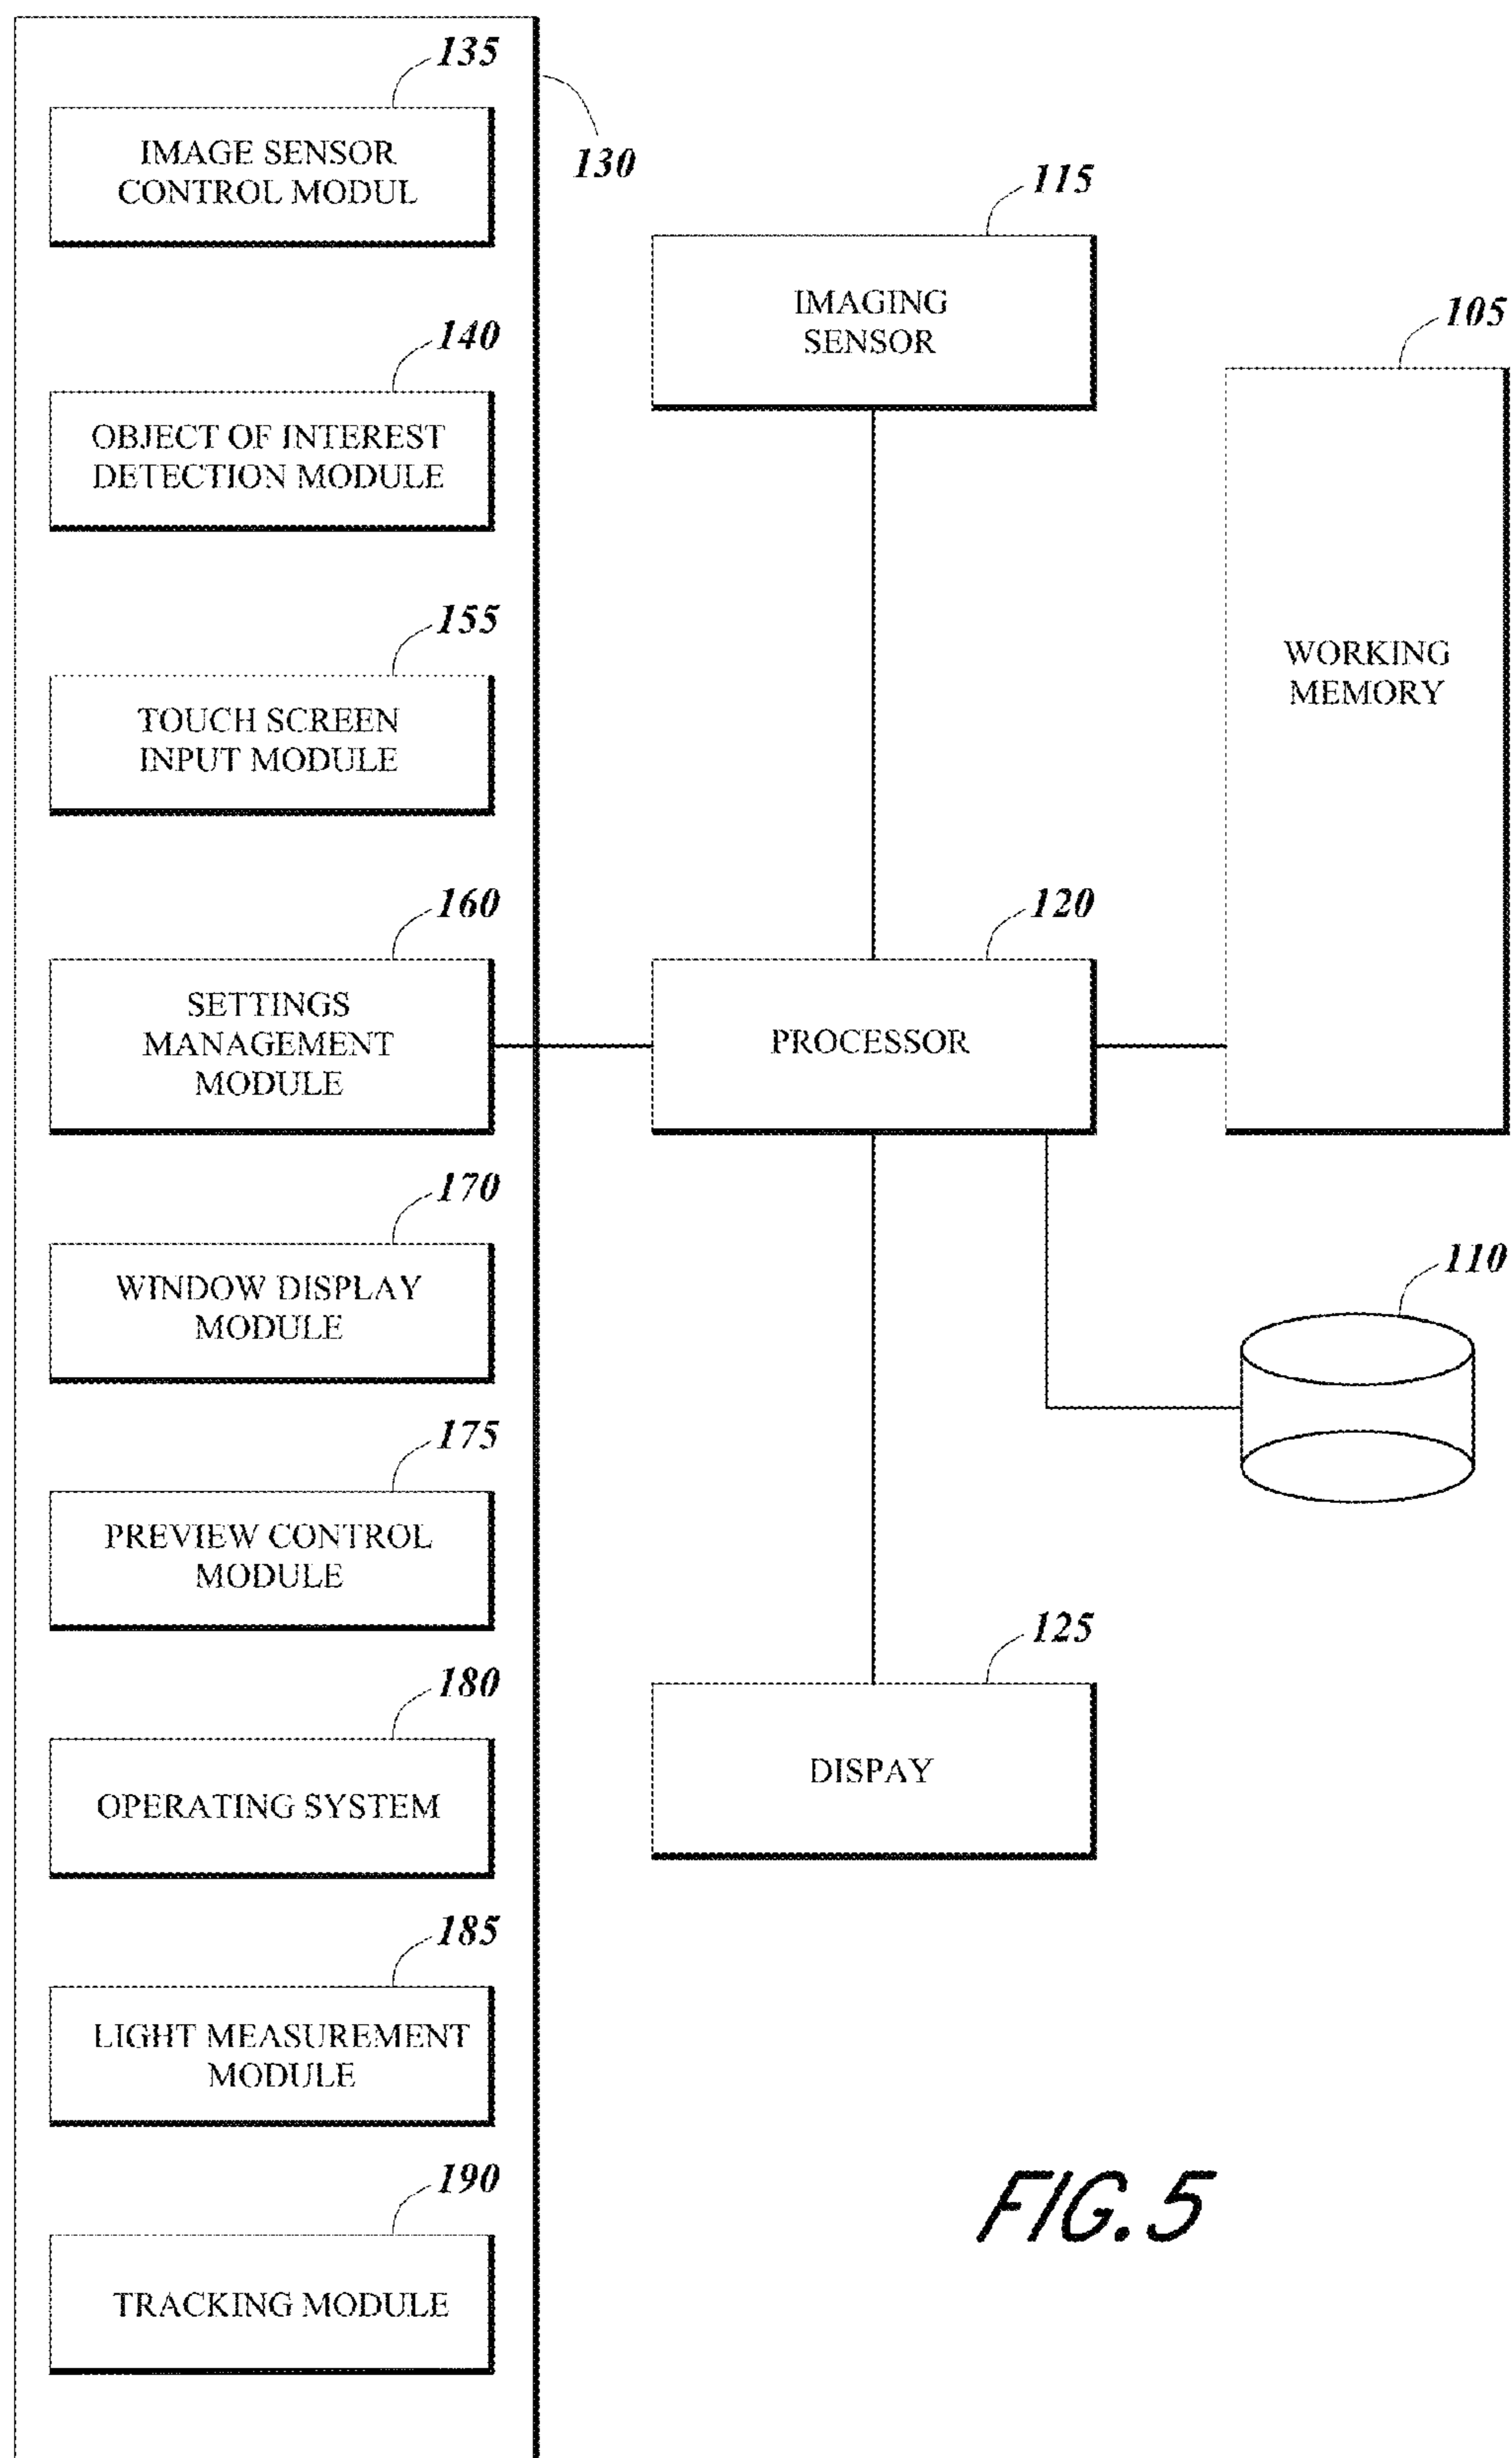 135
IMAGE SENSOR
CONTROL MODUL
130
140
OBJECT OF INTEREST
DETECTION MODULE
155
TOUCH SCREEN
INPUT MODULE
160
SETTINGS
MANAGEMENT
MODULE
170
WINDOW DISPLAY
MODULE
175
PREVIEW CONTROL
MODULE
180
OPERATING SYSTEM
185
LIGHT MEASUREMENT
MODULE
190
TRACKING MODULE
115
IMAGING
SENSOR
120
PROCESSOR
125
DISPAY
105
WORKING
MEMORY
110
FIG. 5